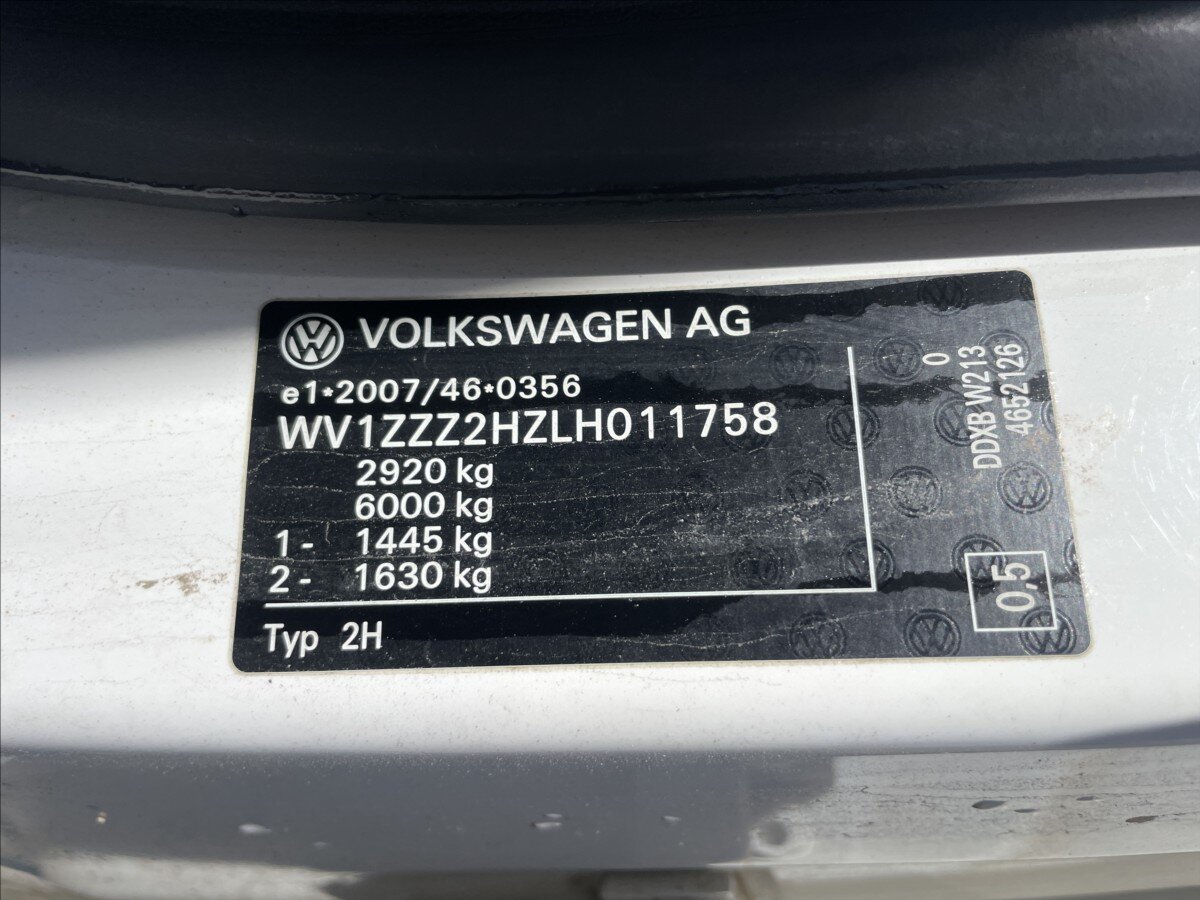 VOLKSWAGEN AG
e1*2007/46*0356
WV1ZZZ2HZLH011758
2920 kg
6000 kg
1- 1445 kg
2- 1630 kg
Typ 2H
0
DDXB W213
4652126
0,5